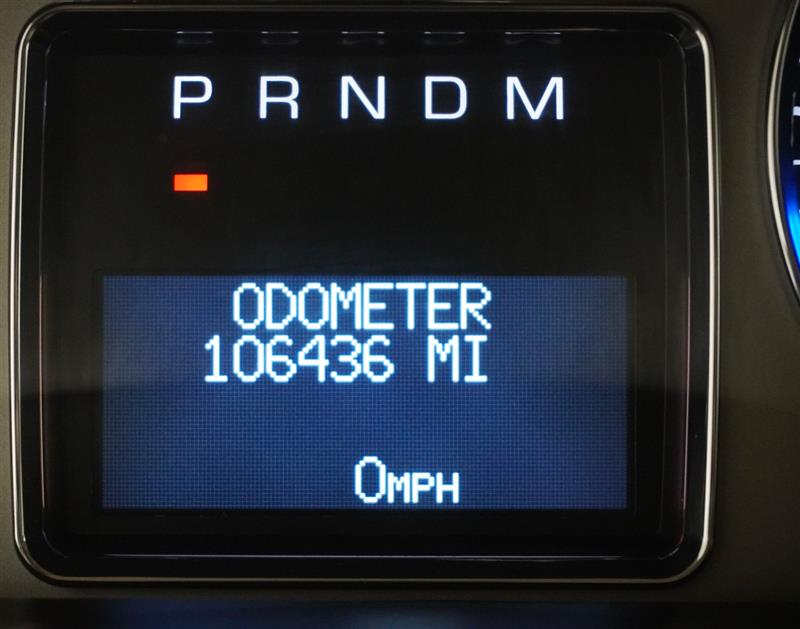 P R N D M
ODOMETER
106436 MI
0MPH